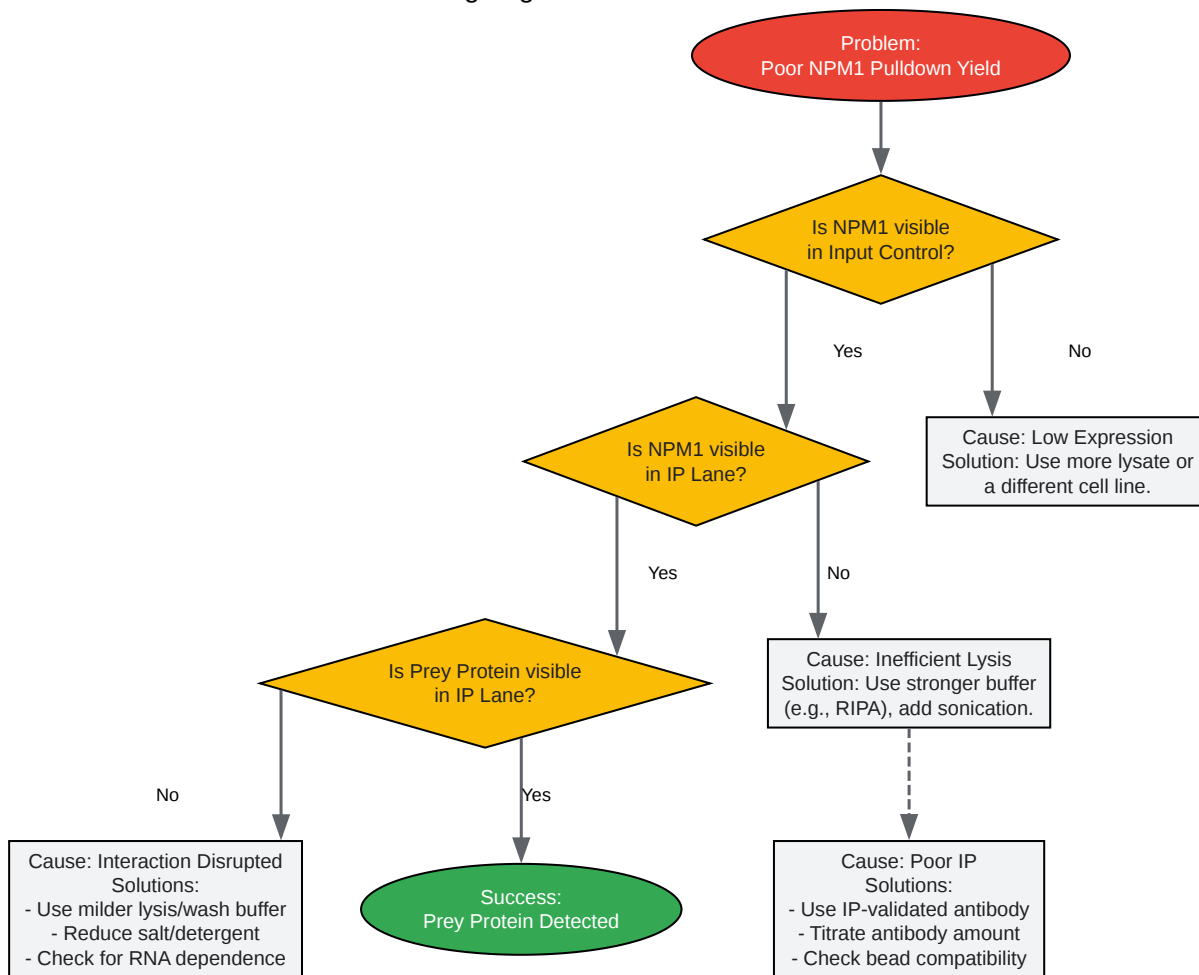 Problem:
Poor NPM1 Pulldown Yield
Is NPM1 visible
in Input Control?
Yes
No
Is NPM1 visible
in IP Lane?
Cause: Low Expression
Solution: Use more lysate or
a different cell line.
Yes
No
Is Prey Protein visible
in IP Lane?
Cause: Inefficient Lysis
Solution: Use stronger buffer
(e.g., RIPA), add sonication.
No
Yes
Cause: Interaction Disrupted
Solutions:
- Use milder lysis/wash buffer
- Reduce salt/detergent
- Check for RNA dependence
Success:
Prey Protein Detected
Cause: Poor IP
Solutions:
- Use IP-validated antibody
- Titrate antibody amount
- Check bead compatibility